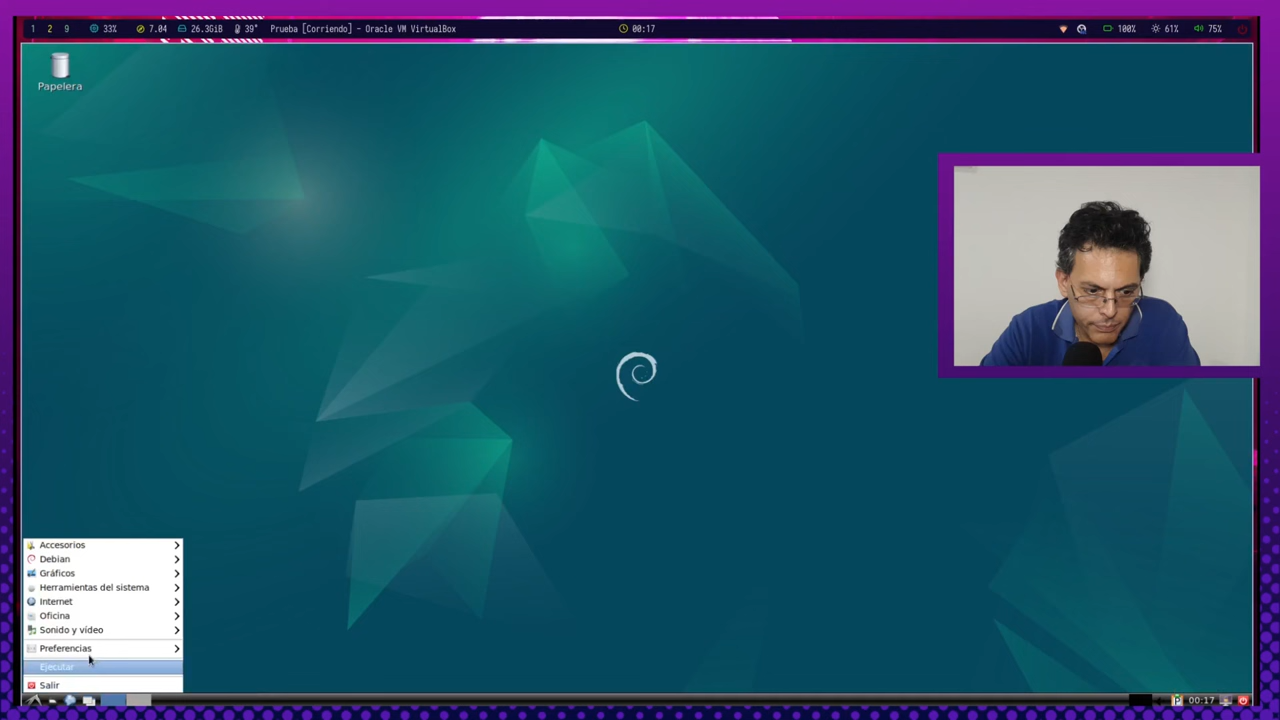 1 2 9 33% 7.04 26.3GiB 39° Prueba [Corriendo] - Oracle VM VirtualBox 00:17 100% 61% 75%
Papelera
Accesorios
Debian
Gráficos
Herramientas del sistema
Internet
Oficina
Sonido y vídeo
Preferencias
Ejecutar
Salir
00:17